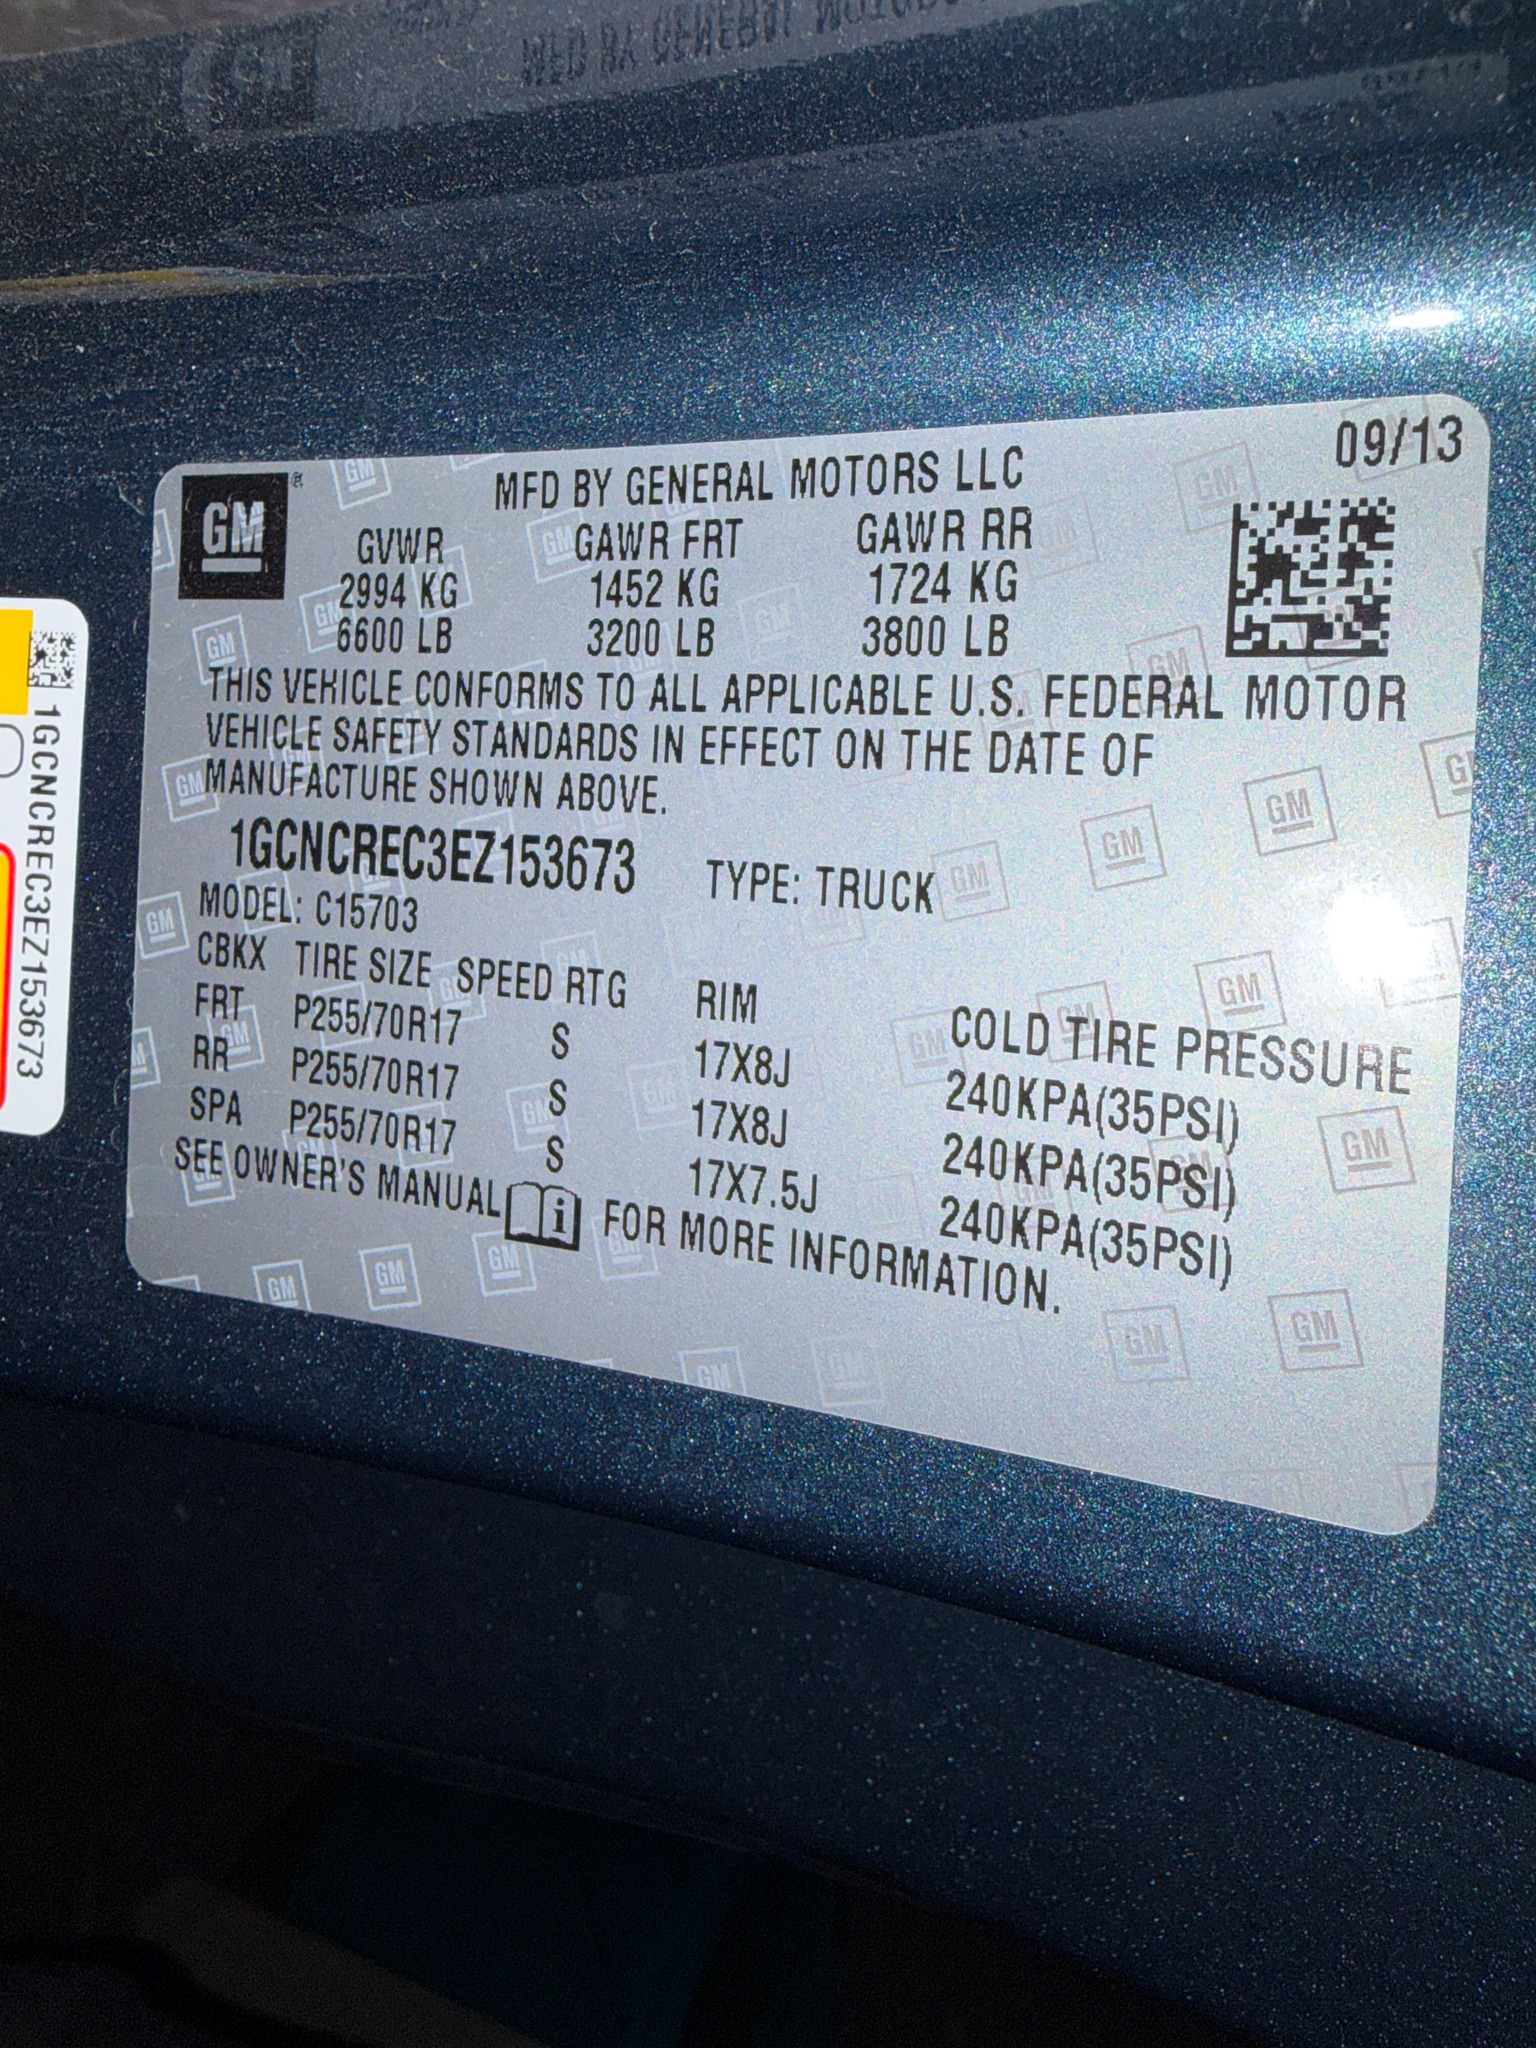 GM
MFD BY GENERAL MOTORS LLC
09/13
GVWR GAWR FRT GAWR RR
2994 KG 1452 KG 1724 KG
6600 LB 3200 LB 3800 LB
THIS VEHICLE CONFORMS TO ALL APPLICABLE U.S. FEDERAL MOTOR
VEHICLE SAFETY STANDARDS IN EFFECT ON THE DATE OF
MANUFACTURE SHOWN ABOVE.
1GCNCREC3EZ153673 TYPE: TRUCK
MODEL: C15703
CBKX TIRE SIZE SPEED RTG RIM COLD TIRE PRESSURE
FRT P255/70R17 S 17X8J 240KPA(35PSI)
RR P255/70R17 S 17X8J 240KPA(35PSI)
SPA P255/70R17 S 17X7.5J 240KPA(35PSI)
SEE OWNER'S MANUAL i FOR MORE INFORMATION.
1GCNCREC3EZ153673